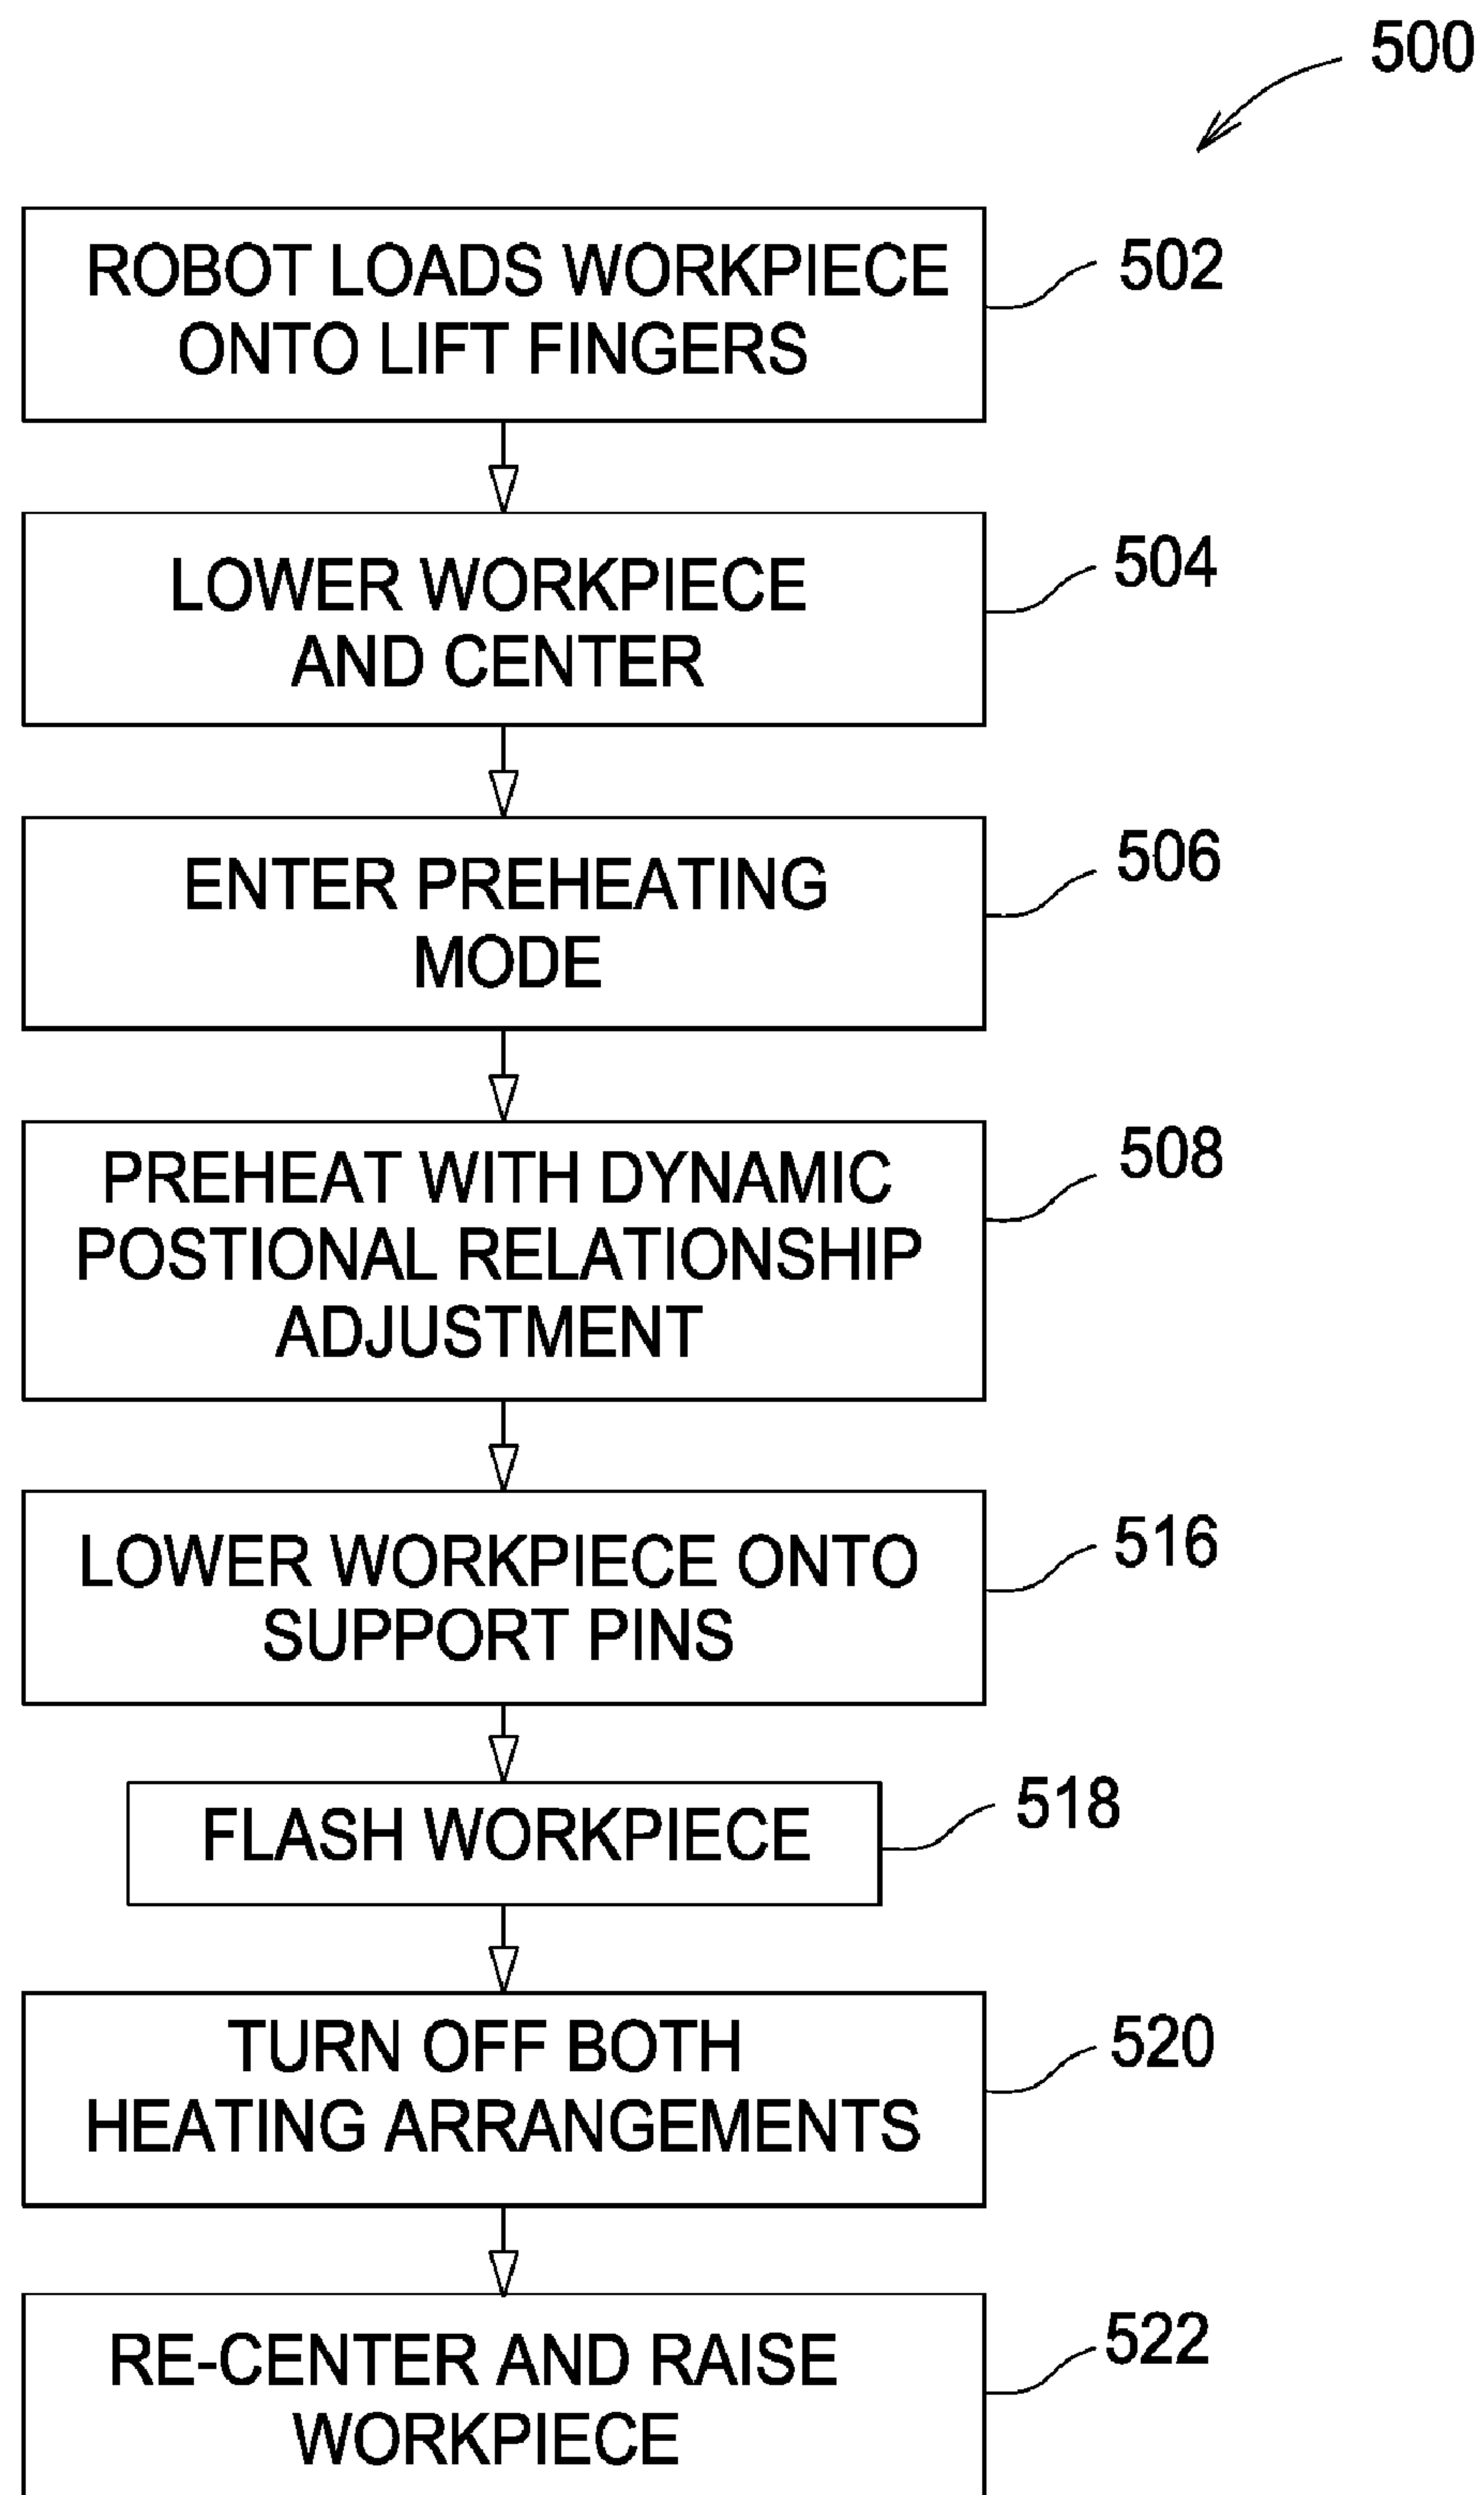 500
ROBOT LOADS WORKPIECE
ONTO LIFT FINGERS
502
LOWER WORKPIECE
AND CENTER
504
ENTER PREHEATING
MODE
506
PREHEAT WITH DYNAMIC
POSTIONAL RELATIONSHIP
ADJUSTMENT
508
LOWER WORKPIECE ONTO
SUPPORT PINS
516
FLASH WORKPIECE
518
TURN OFF BOTH
HEATING ARRANGEMENTS
520
RE-CENTER AND RAISE
WORKPIECE
522